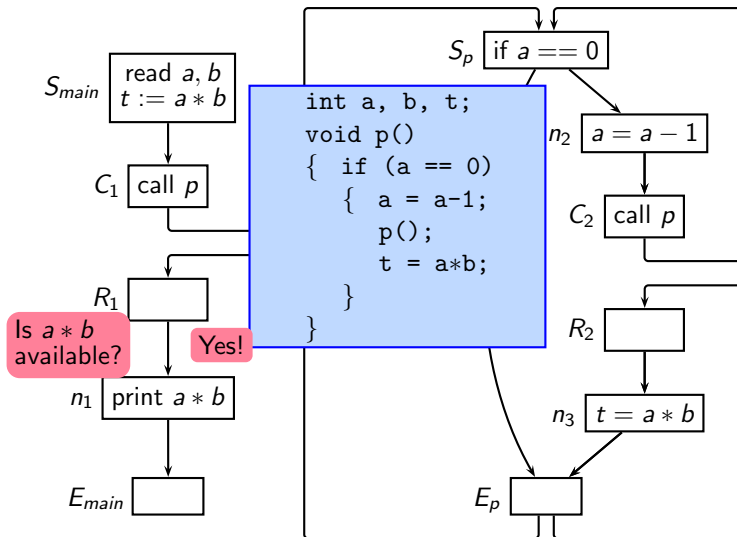 S_p
if a == 0
S_main
read a, b
t := a * b
int a, b, t;
void p()
{ if (a == 0)
{ a = a-1;
p();
t = a*b;
}
}
n_2
a = a − 1
C_1
call p
C_2
call p
R_1
R_2
Is a * b
available?
Yes!
n_1
print a * b
n_3
t = a * b
E_main
E_p